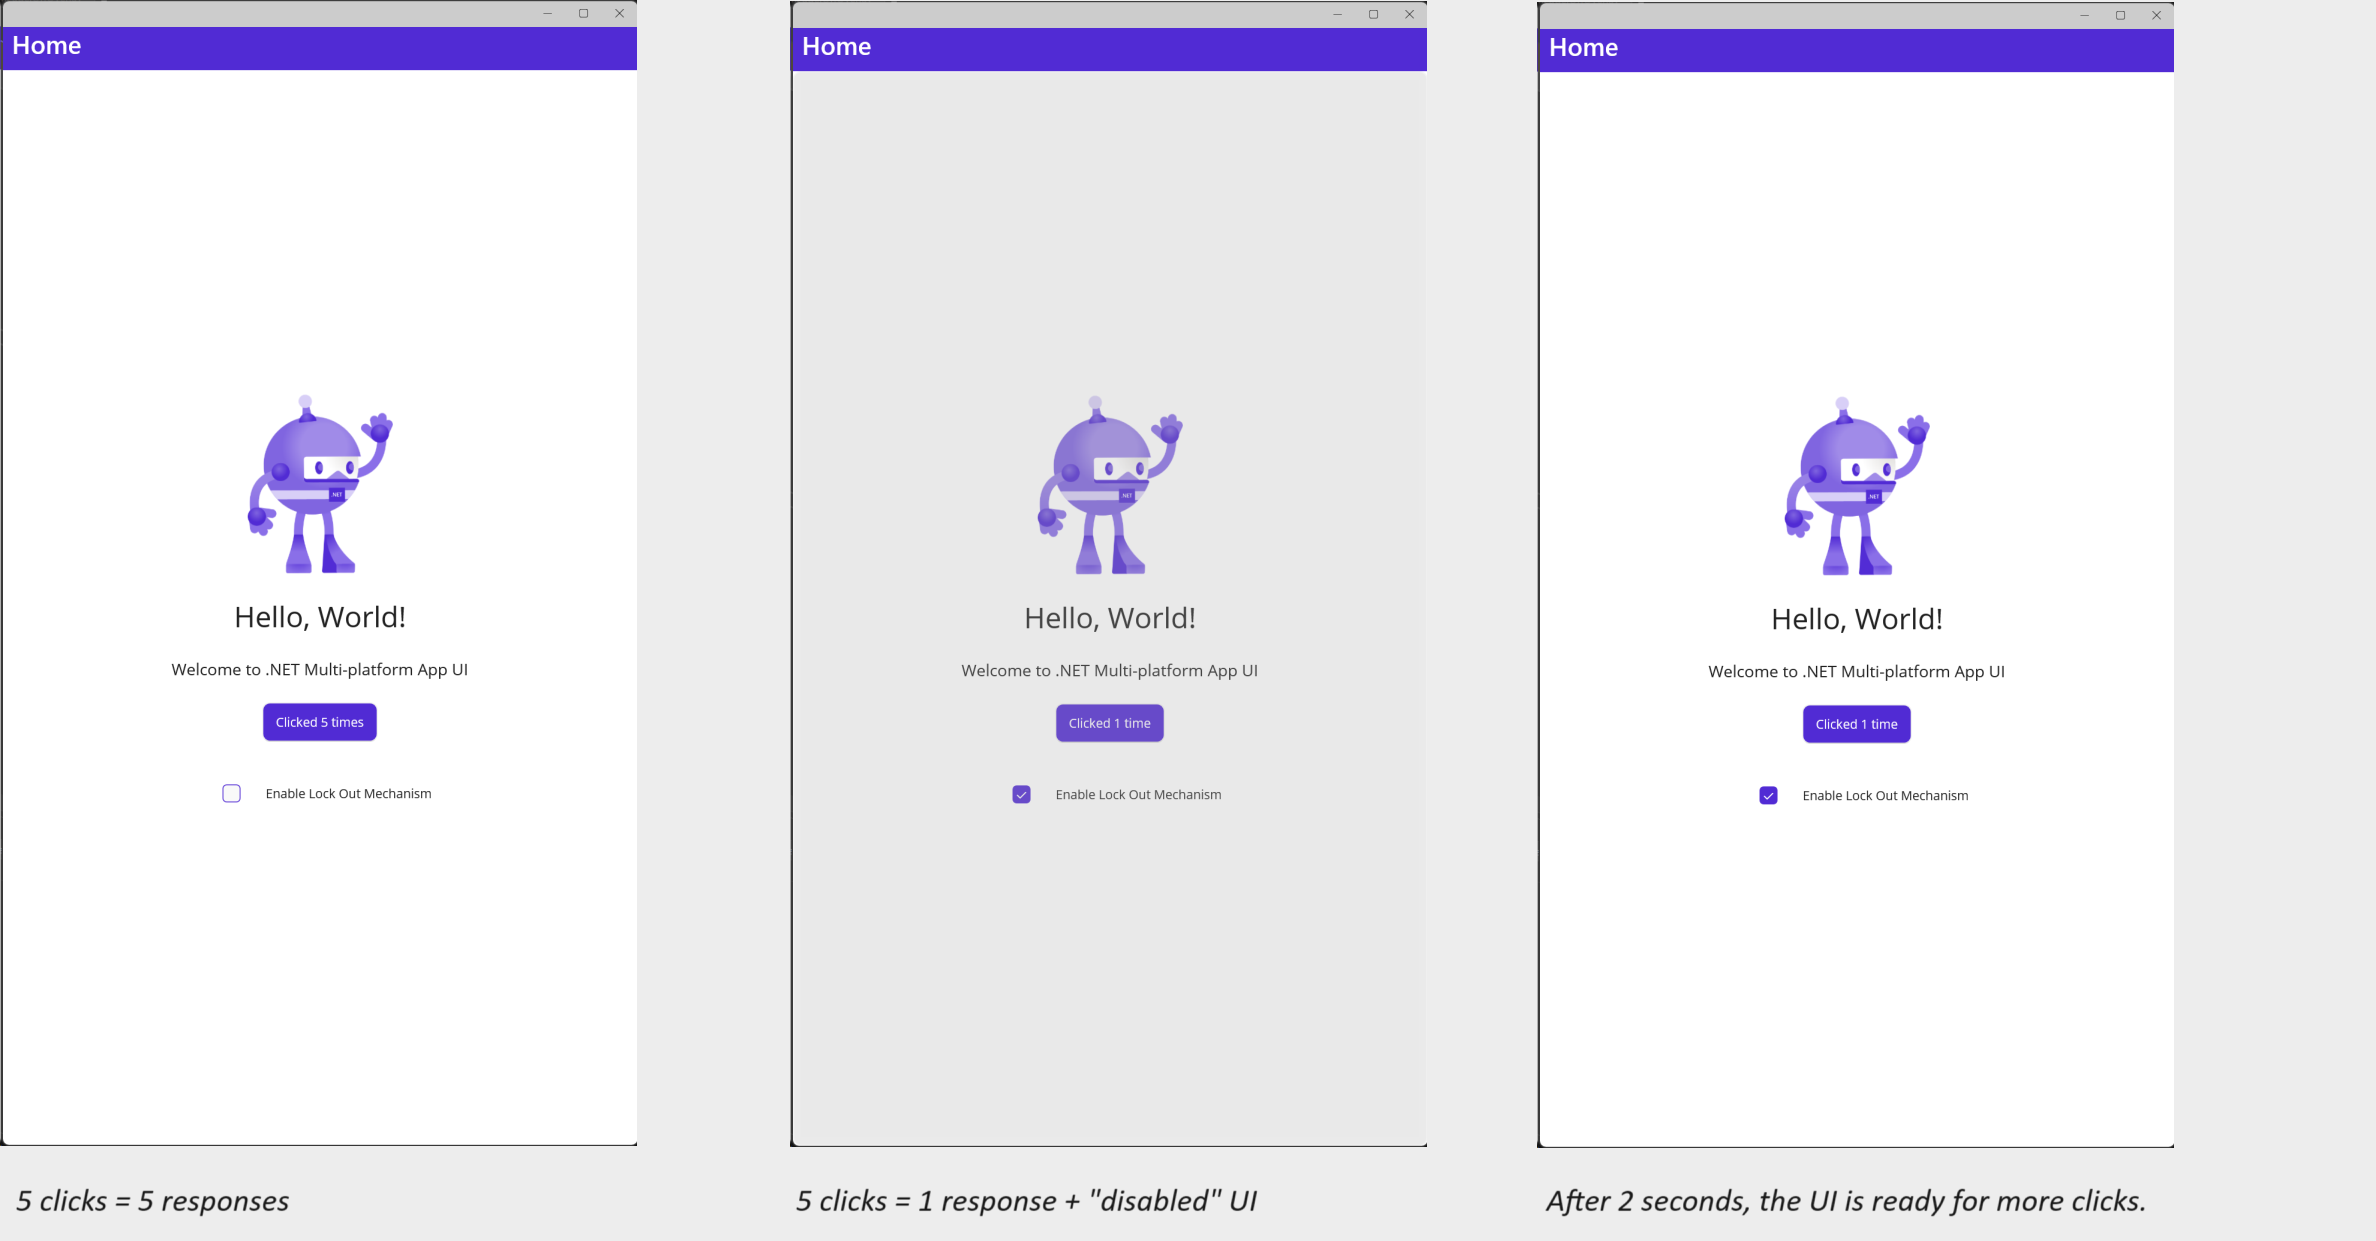 Home
.NET
Hello, World!
Welcome to .NET Multi-platform App UI
Clicked 5 times
Enable Lock Out Mechanism
5 clicks = 5 responses
Home
.NET
Hello, World!
Welcome to .NET Multi-platform App UI
Clicked 1 time
Enable Lock Out Mechanism
5 clicks = 1 response + "disabled" UI
Home
.NET
Hello, World!
Welcome to .NET Multi-platform App UI
Clicked 1 time
Enable Lock Out Mechanism
After 2 seconds, the UI is ready for more clicks.